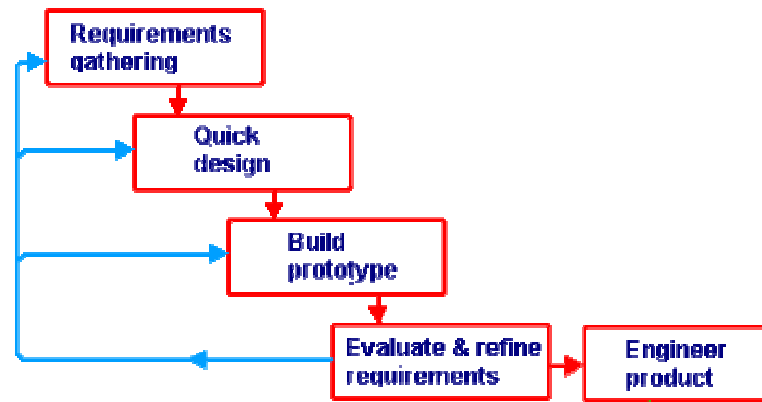 Requirements
gathering
Quick
design
Build
prototype
Evaluate & refine
requirements
Engineer
product